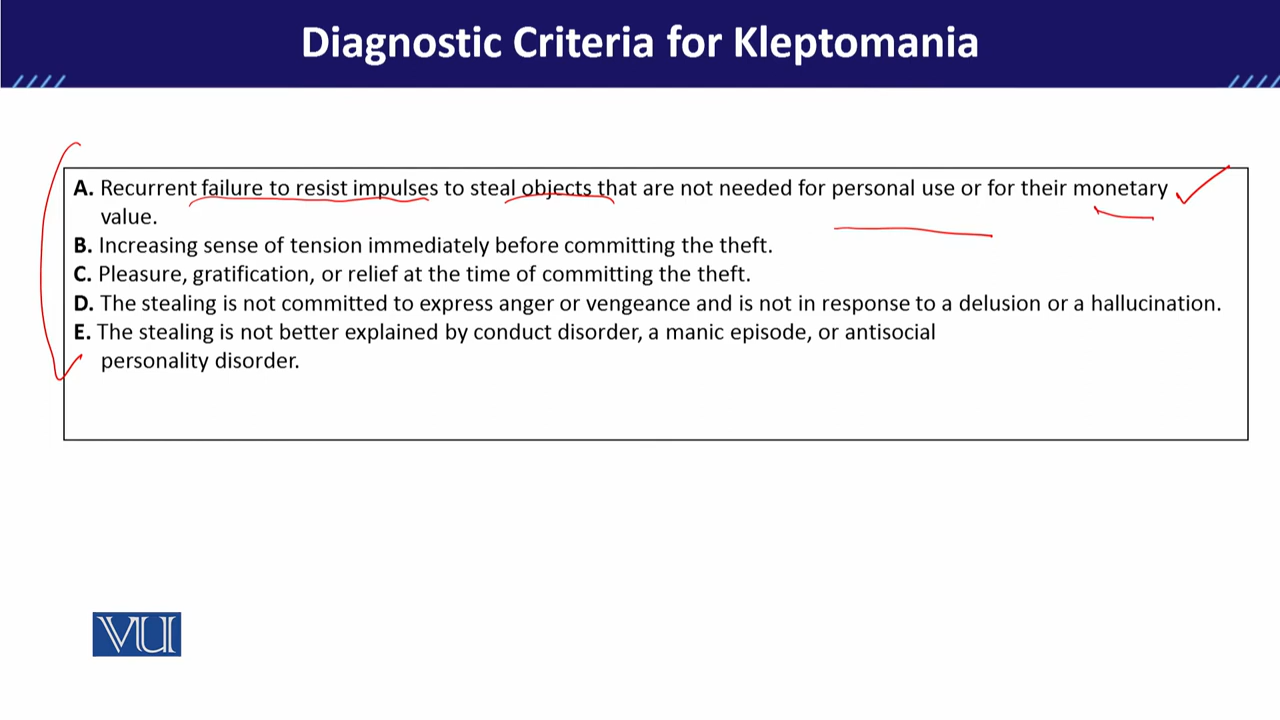 Diagnostic Criteria for Kleptomania
A. Recurrent failure to resist impulses to steal objects that are not needed for personal use or for their monetary
value.
B. Increasing sense of tension immediately before committing the theft.
C. Pleasure, gratification, or relief at the time of committing the theft.
D. The stealing is not committed to express anger or vengeance and is not in response to a delusion or a hallucination.
E. The stealing is not better explained by conduct disorder, a manic episode, or antisocial
personality disorder.
VU